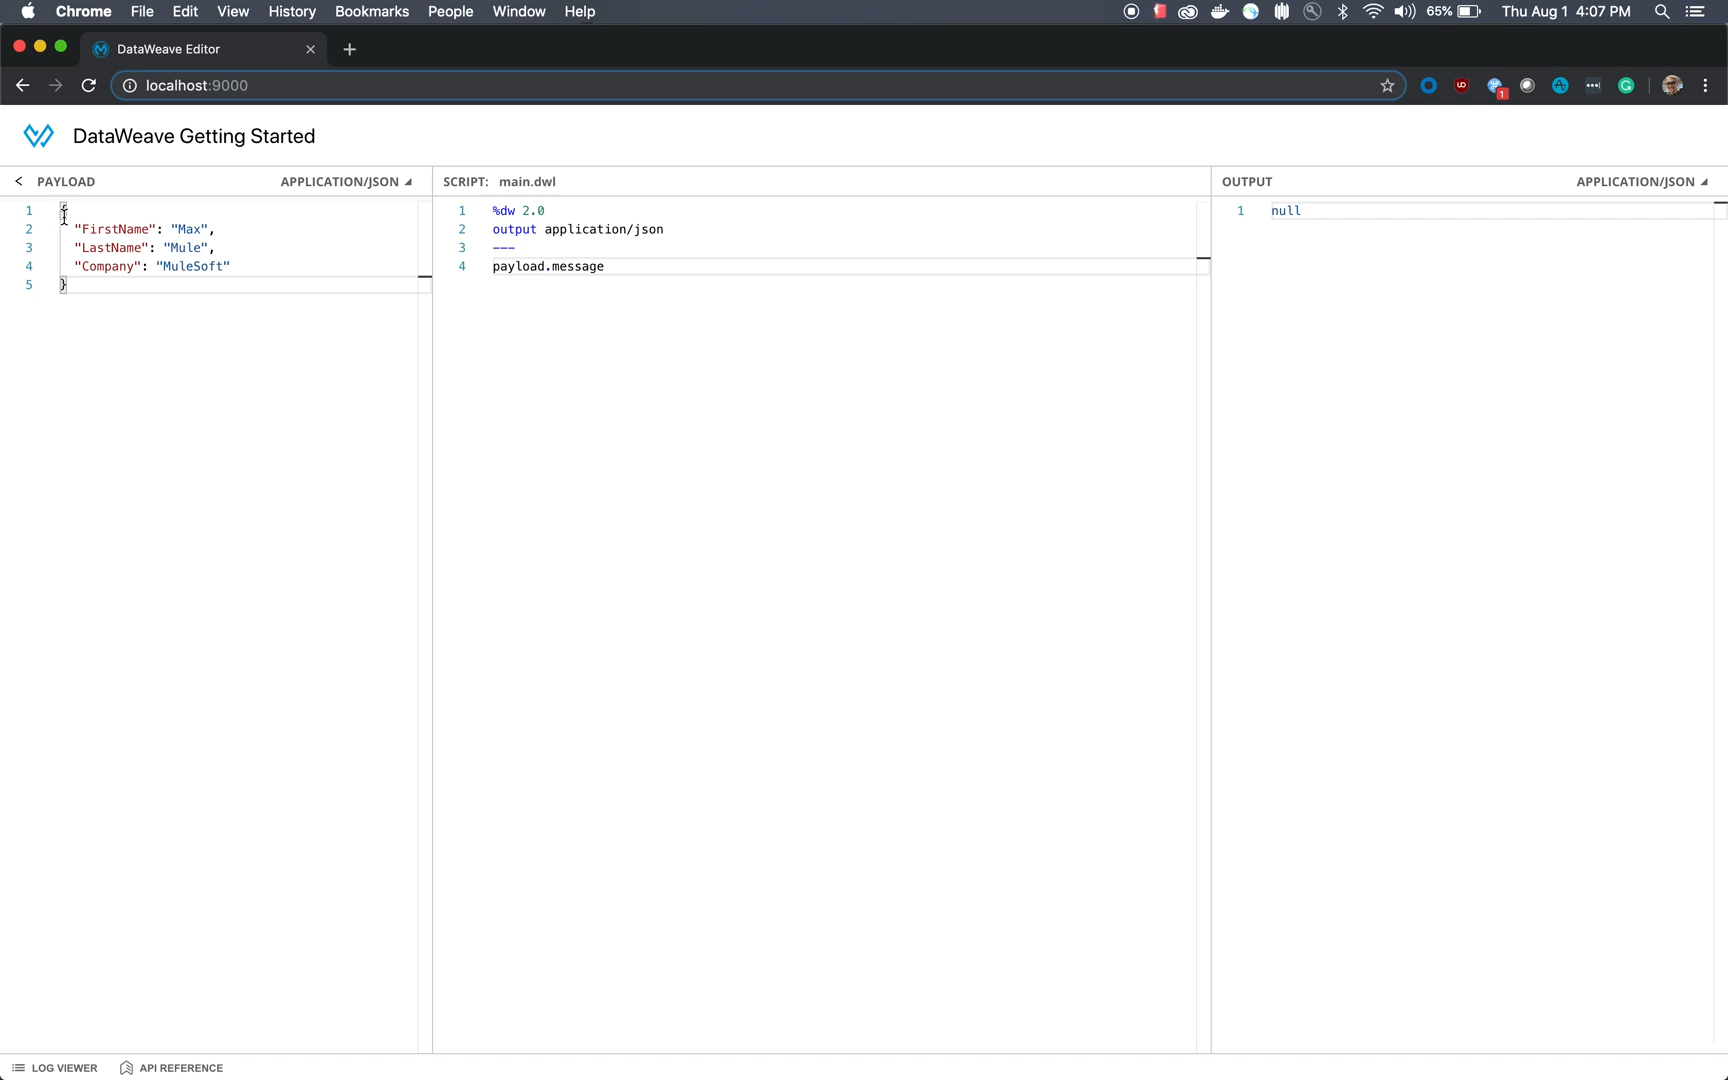 Chrome File Edit View History Bookmarks People Window Help 65% Thu Aug 1 4:07 PM
DataWeave Editor
localhost:9000
UD
1
DataWeave Getting Started
PAYLOAD APPLICATION/JSON
1 {
2 "FirstName": "Max",
3 "LastName": "Mule",
4 "Company": "MuleSoft"
5 }
SCRIPT: main.dwl
1 %dw 2.0
2 output application/json
3 ---
4 payload.message
OUTPUT APPLICATION/JSON
1 null
LOG VIEWER API REFERENCE